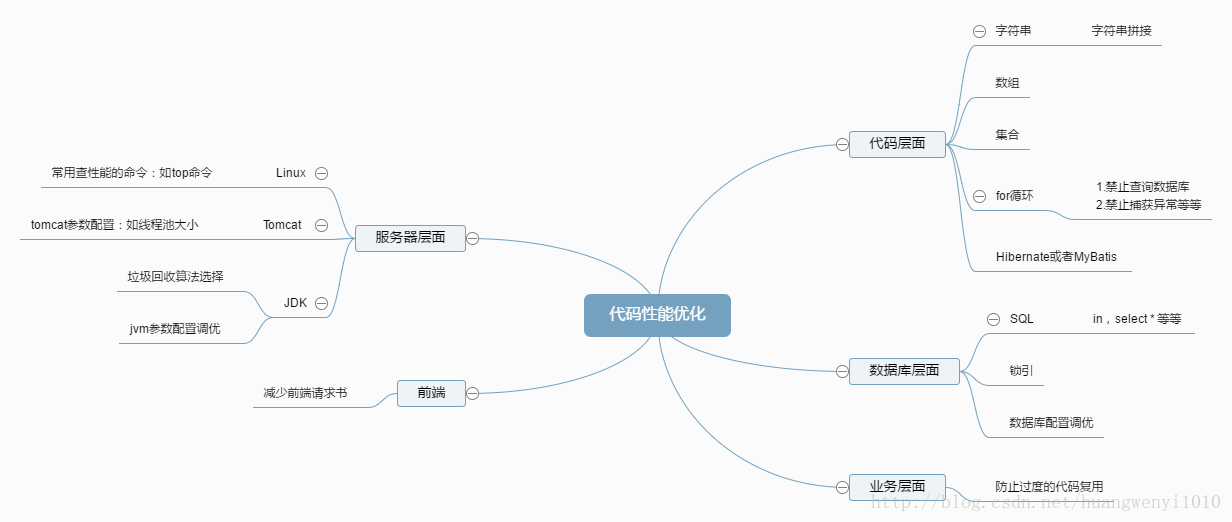 代码性能优化
代码层面
字符串
字符串拼接
数组
集合
for循环
1.禁止查询数据库
2.禁止捕获异常等等
Hibernate或者MyBatis
数据库层面
SQL
in，select * 等等
锁引
数据库配置调优
业务层面
防止过度的代码复用
服务器层面
Linux
常用查性能的命令：如top命令
Tomcat
tomcat参数配置：如线程池大小
JDK
垃圾回收算法选择
jvm参数配置调优
前端
减少前端请求书
http://blog.csdn.net/huangwenyi1010